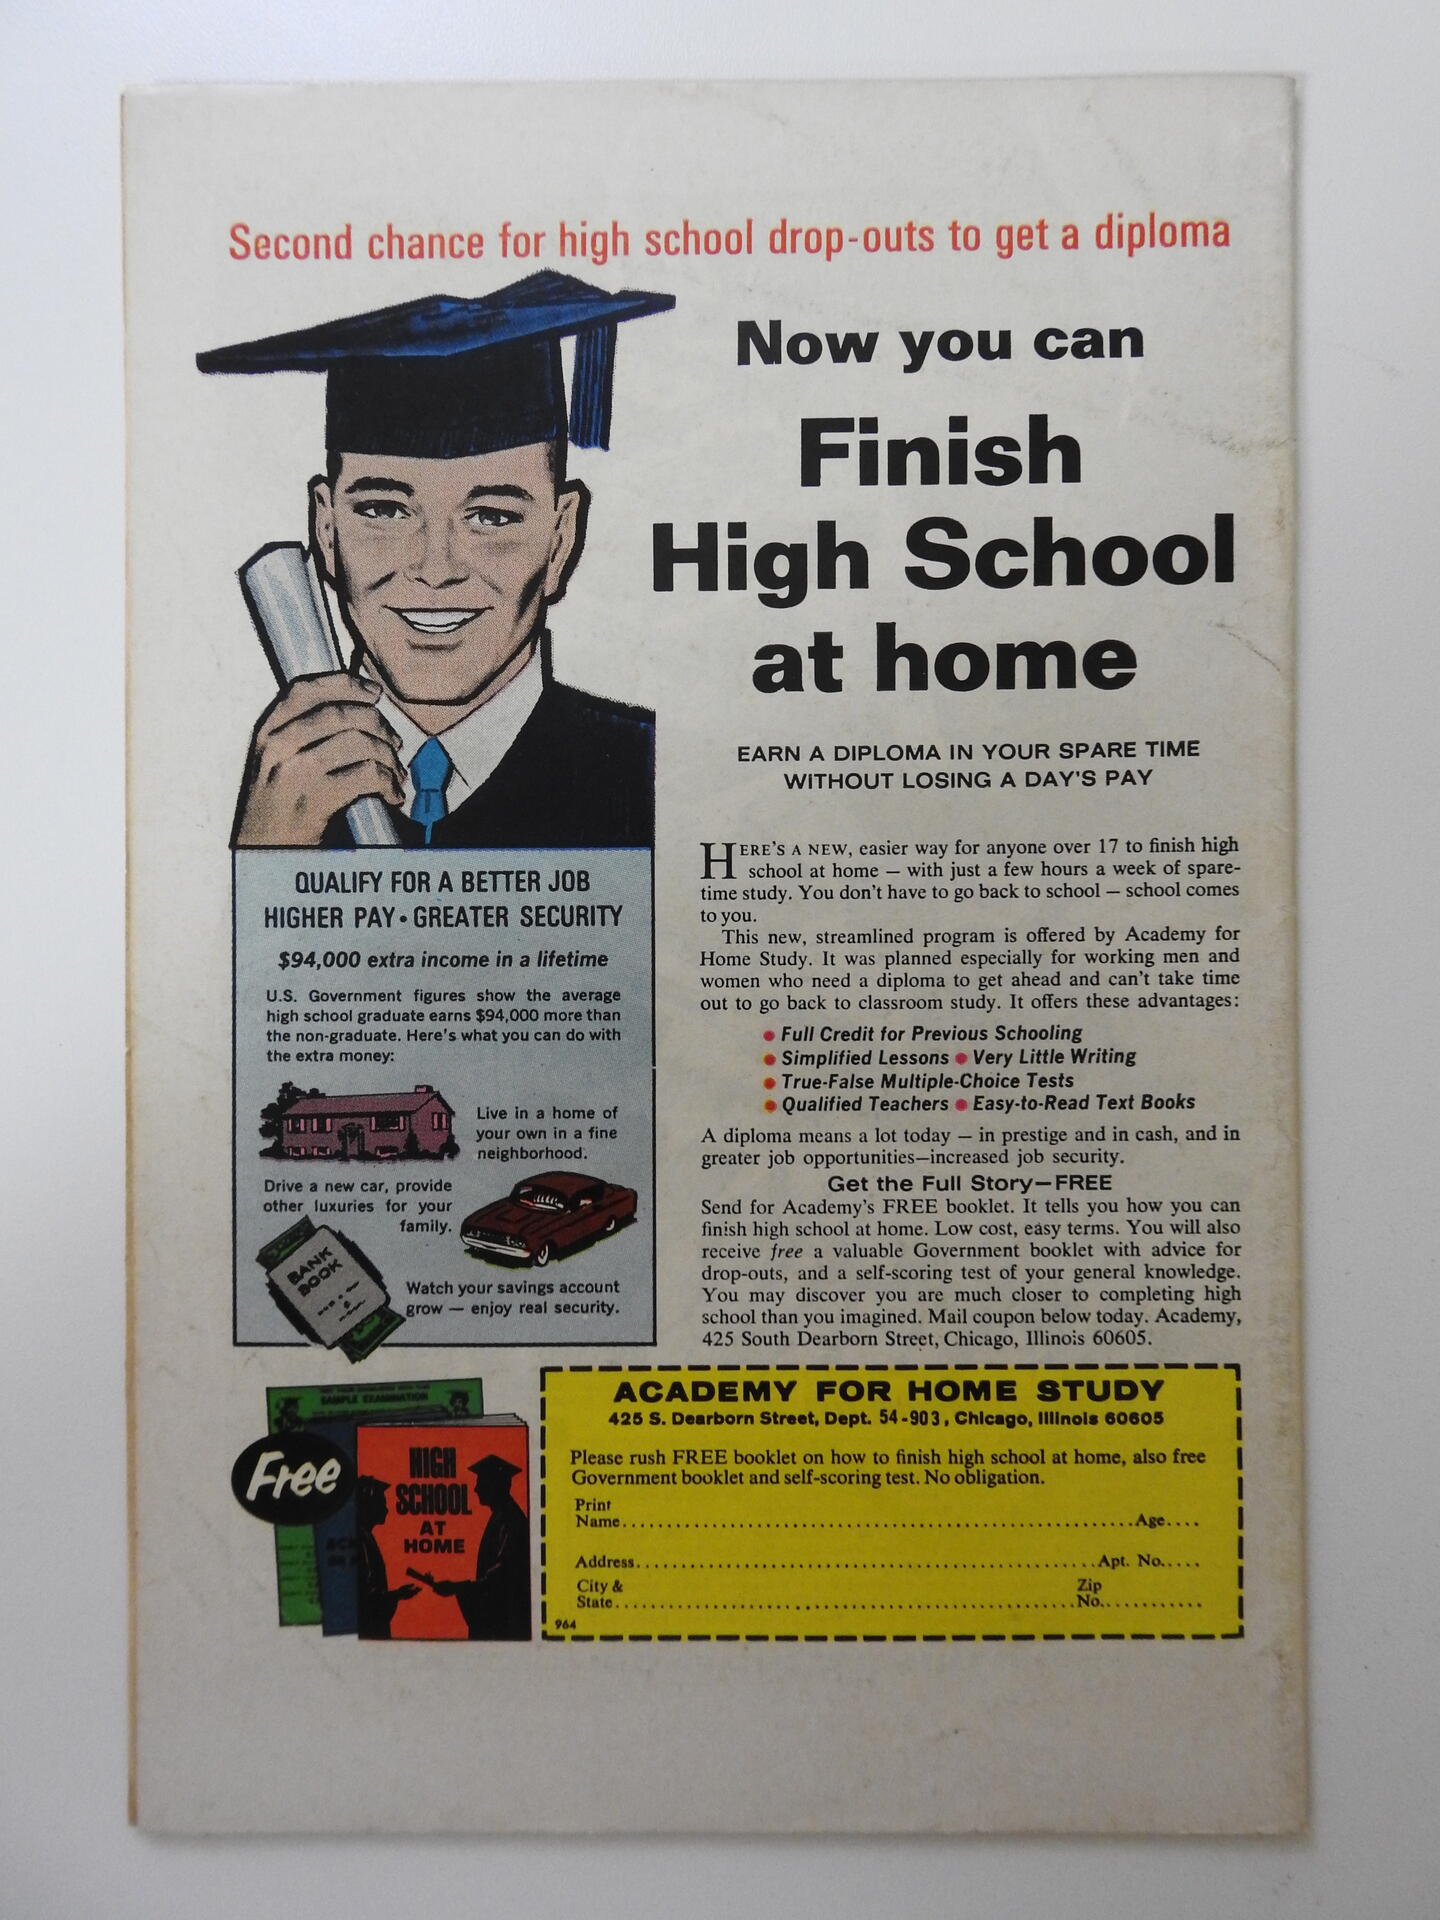 Second chance for high school drop-outs to get a diploma
Now you can
Finish
High School
at home
EARN A DIPLOMA IN YOUR SPARE TIME
WITHOUT LOSING A DAY'S PAY
HERE'S A NEW, easier way for anyone over 17 to finish high
school at home — with just a few hours a week of spare-
time study. You don't have to go back to school — school comes
to you.
This new, streamlined program is offered by Academy for
Home Study. It was planned especially for working men and
women who need a diploma to get ahead and can't take time
out to go back to classroom study. It offers these advantages:
• Full Credit for Previous Schooling
• Simplified Lessons • Very Little Writing
• True-False Multiple-Choice Tests
• Qualified Teachers • Easy-to-Read Text Books
A diploma means a lot today — in prestige and in cash, and in
greater job opportunities—increased job security.
Get the Full Story—FREE
Send for Academy's FREE booklet. It tells you how you can
finish high school at home. Low cost, easy terms. You will also
receive free a valuable Government booklet with advice for
drop-outs, and a self-scoring test of your general knowledge.
You may discover you are much closer to completing high
school than you imagined. Mail coupon below today. Academy,
425 South Dearborn Street, Chicago, Illinois 60605.
QUALIFY FOR A BETTER JOB
HIGHER PAY • GREATER SECURITY
$94,000 extra income in a lifetime
U.S. Government figures show the average
high school graduate earns $94,000 more than
the non-graduate. Here's what you can do with
the extra money:
Live in a home of
your own in a fine
neighborhood.
Drive a new car, provide
other luxuries for your
family.
BANK
BOOK
Watch your savings account
grow — enjoy real security.
SAMPLE EXAMINATION
Free
HIGH
SCHOOL
AT
HOME
ACADEMY FOR HOME STUDY
425 S. Dearborn Street, Dept. 54-903, Chicago, Illinois 60605
Please rush FREE booklet on how to finish high school at home, also free
Government booklet and self-scoring test. No obligation.
Print
Name..........Age....
Address..........Apt. No.....
City & Zip
State..........No..........
964